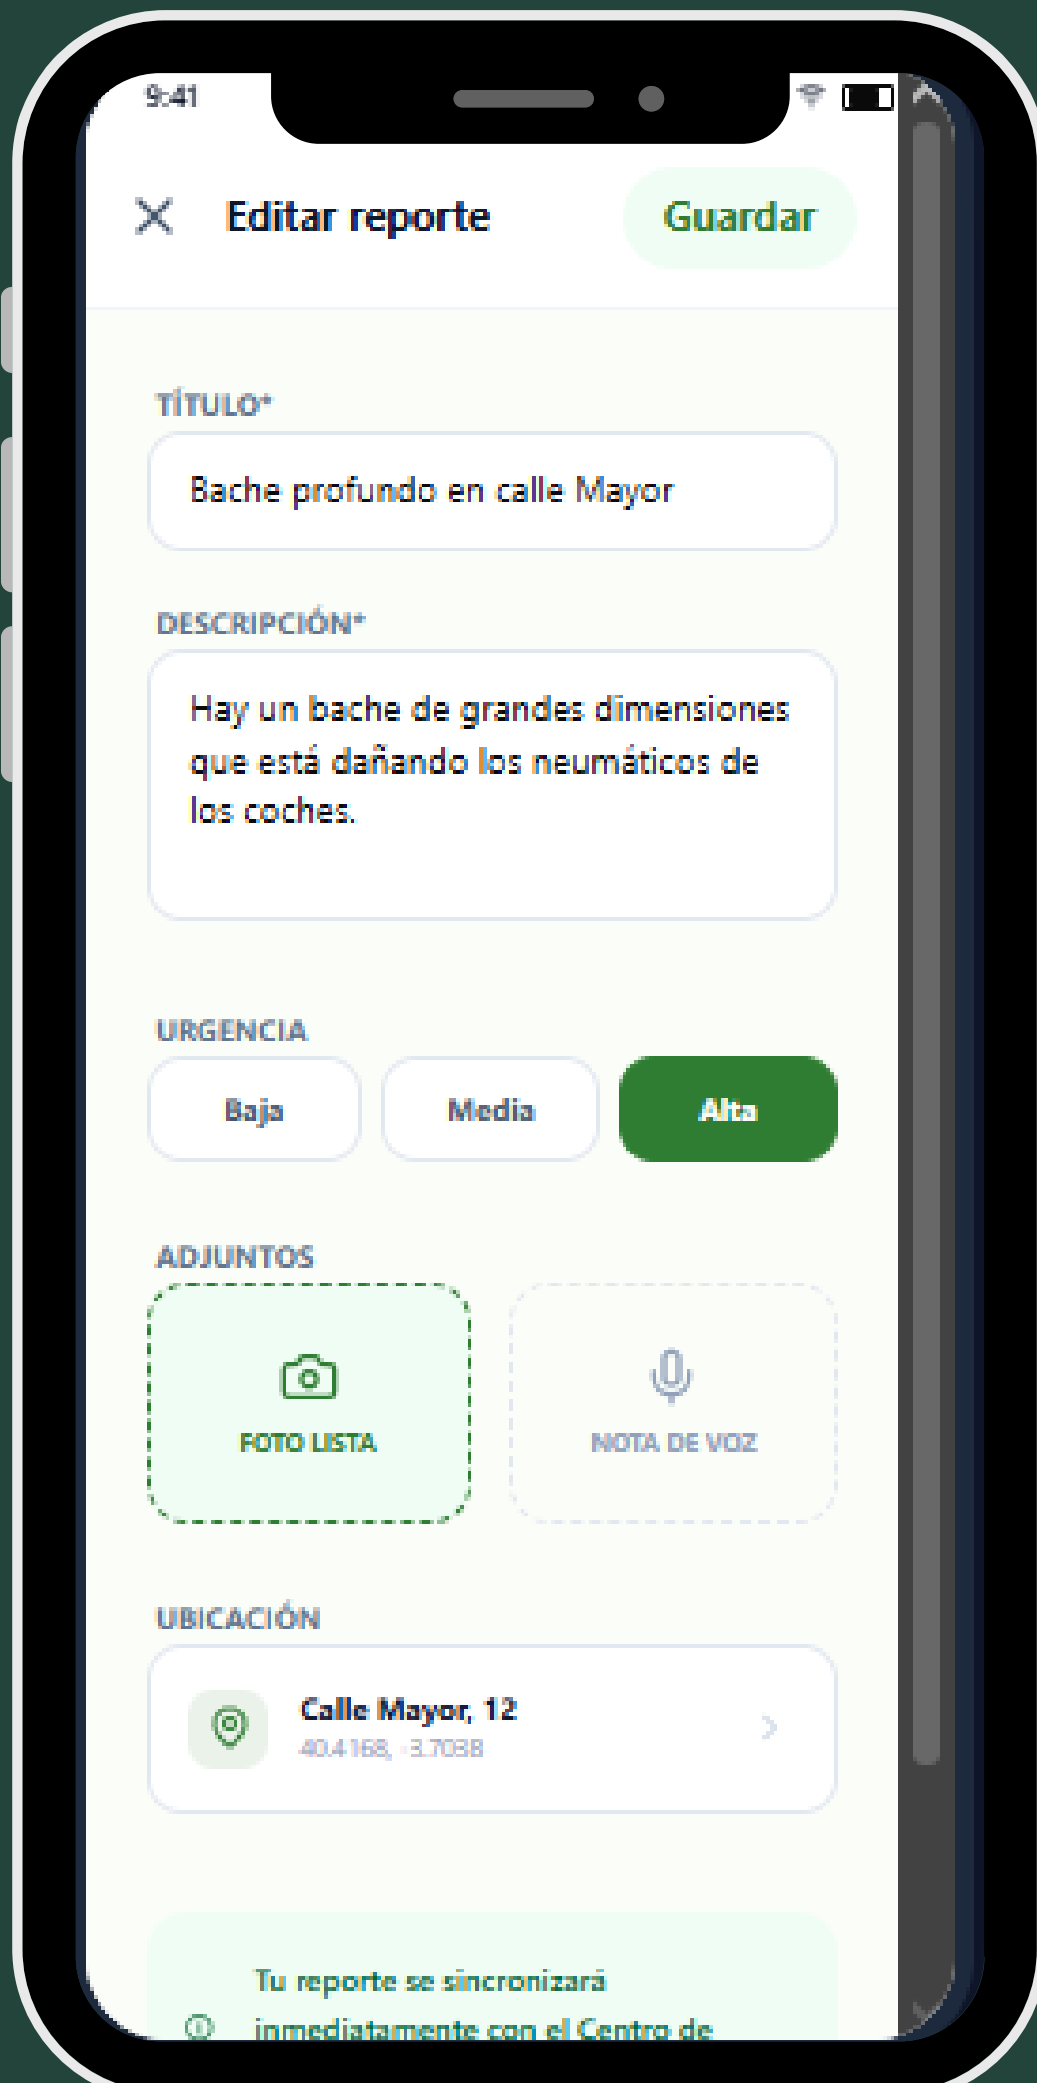 9:41
Editar reporte
Guardar
TÍTULO*
Bache profundo en calle Mayor
DESCRIPCIÓN*
Hay un bache de grandes dimensiones
que está dañando los neumáticos de
los coches.
URGENCIA
Baja
Media
Alta
ADJUNTOS
FOTO LISTA
NOTA DE VOZ
UBICACIÓN
Calle Mayor, 12
40.4168, -3.7038
Tu reporte se sincronizará
inmediatamente con el Centro de